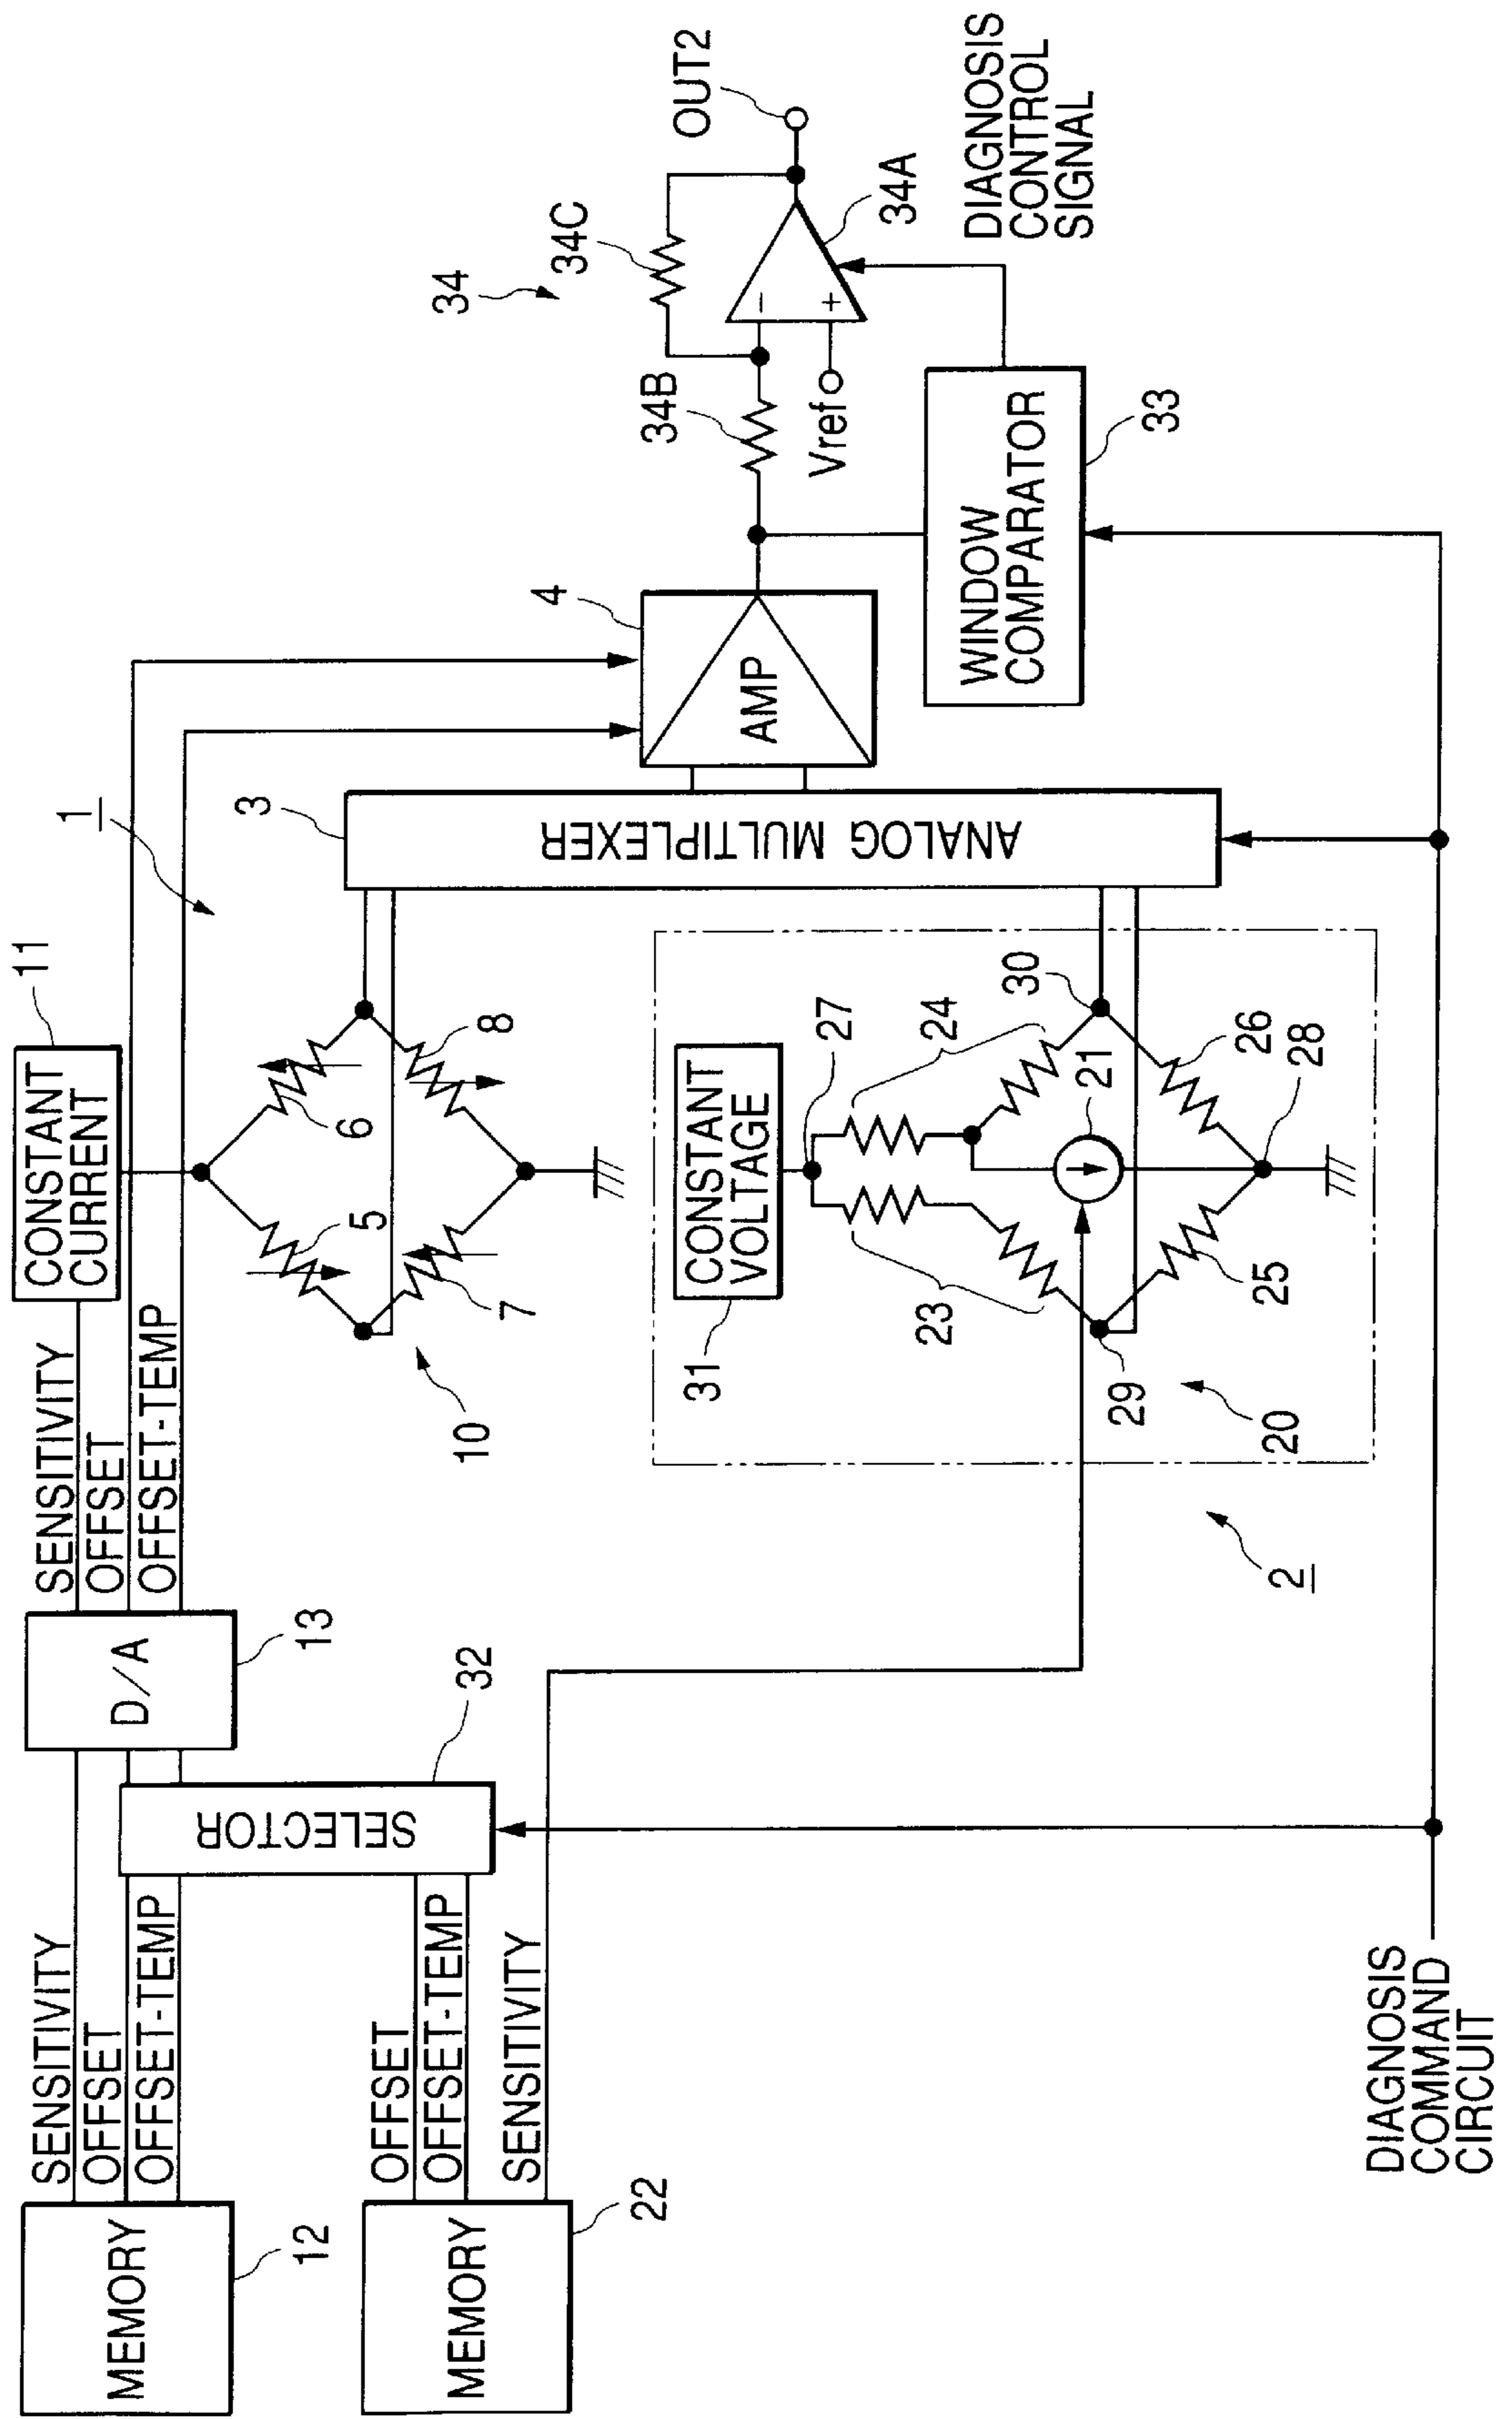 MEMORY
12
SENSITIVITY
OFFSET
OFFSET-TEMP
MEMORY
22
OFFSET
OFFSET-TEMP
SENSITIVITY
SELECTOR
32
D/A
13
SENSITIVITY
OFFSET
OFFSET-TEMP
CONSTANT
CURRENT
11
1
5
6
7
8
10
CONSTANT
VOLTAGE
31
27
23
24
21
30
26
28
25
29
20
2
ANALOG MULTIPLEXER
3
AMP
4
WINDOW
COMPARATOR
33
34
34B
34C
34A
Vref
-
+
OUT2
DIAGNOSIS
CONTROL
SIGNAL
DIAGNOSIS
COMMAND
CIRCUIT